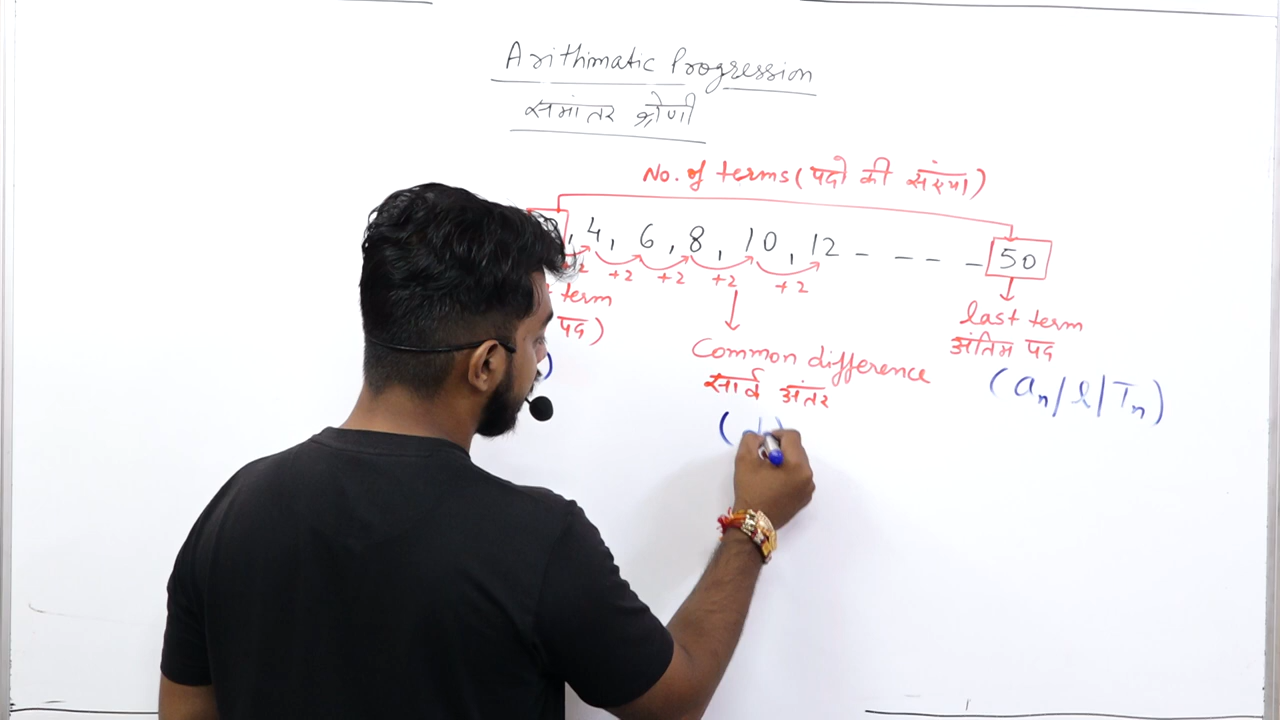 Arithimatic Progression
समांतर श्रेणी
No. of terms (पदो की संख्या)
, 4, 6, 8, 10, 12 - - - - - 50
+2 +2 +2 +2
term
पद)
last term
अंतिम पद
Common difference
सार्व अंतर
(an/l/Tn)
(